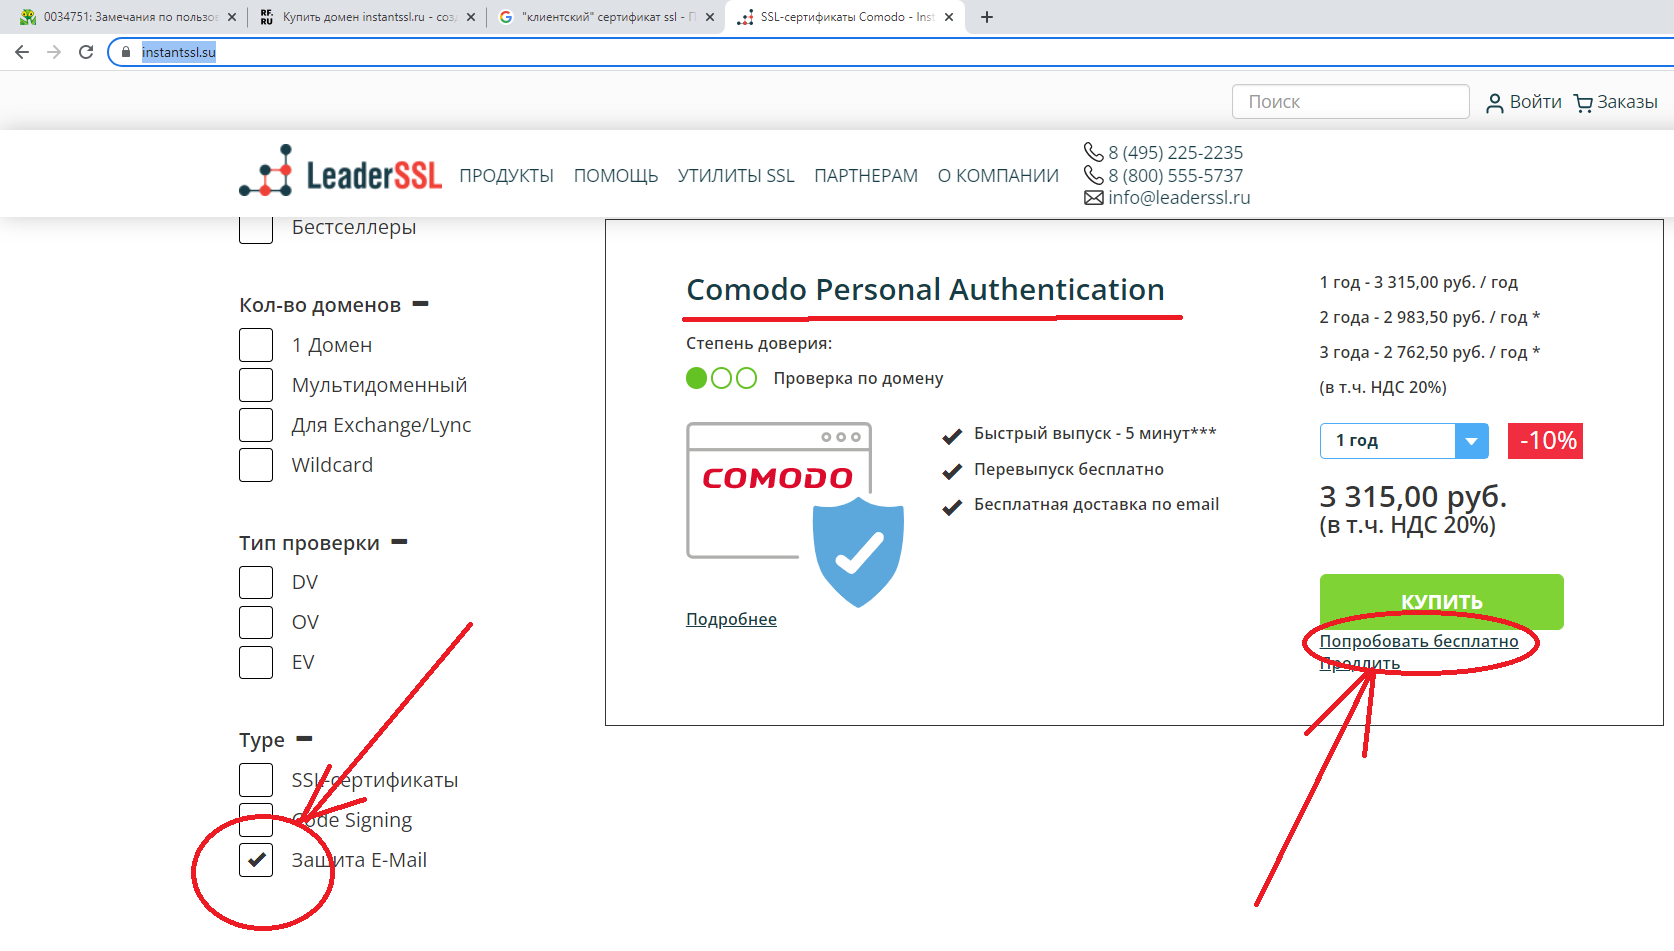 0034751: Замечания по пользо
RF.RU
Купить домен instantssl.ru - соз
"клиентский" сертификат ssl - П
SSL-сертификаты Comodo - Inst
instantssl.su
Поиск
Войти
Заказы
LeaderSSL
ПРОДУКТЫ
ПОМОЩЬ
УТИЛИТЫ SSL
ПАРТНЕРАМ
О КОМПАНИИ
8 (495) 225-2235
8 (800) 555-5737
info@leaderssl.ru
Бестселлеры
Кол-во доменов
1 Домен
Мультидоменный
Для Exchange/Lync
Wildcard
Тип проверки
DV
OV
EV
Type
SSL-сертификаты
Code Signing
Защита E-Mail
Comodo Personal Authentication
Степень доверия:
Проверка по домену
COMODO
Быстрый выпуск - 5 минут***
Перевыпуск бесплатно
Бесплатная доставка по email
Подробнее
1 год - 3 315,00 руб. / год
2 года - 2 983,50 руб. / год *
3 года - 2 762,50 руб. / год *
(в т.ч. НДС 20%)
1 год
-10%
3 315,00 руб.
(в т.ч. НДС 20%)
КУПИТЬ
Попробовать бесплатно
Продлить